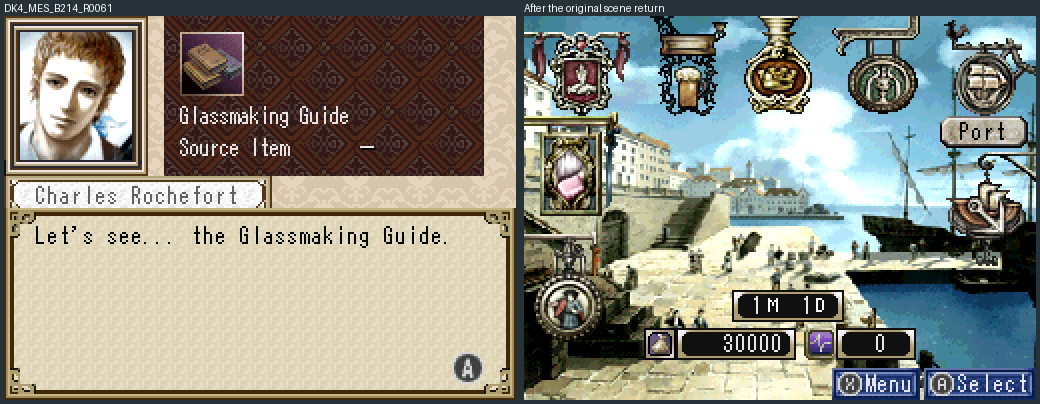 DK4_MES_B214_R0061
After the original scene return
Glassmaking Guide
Source Item —
Charles Rochefort
Let's see... the Glassmaking Guide.
A
Port
1M 1D
30000
0
X Menu
A Select